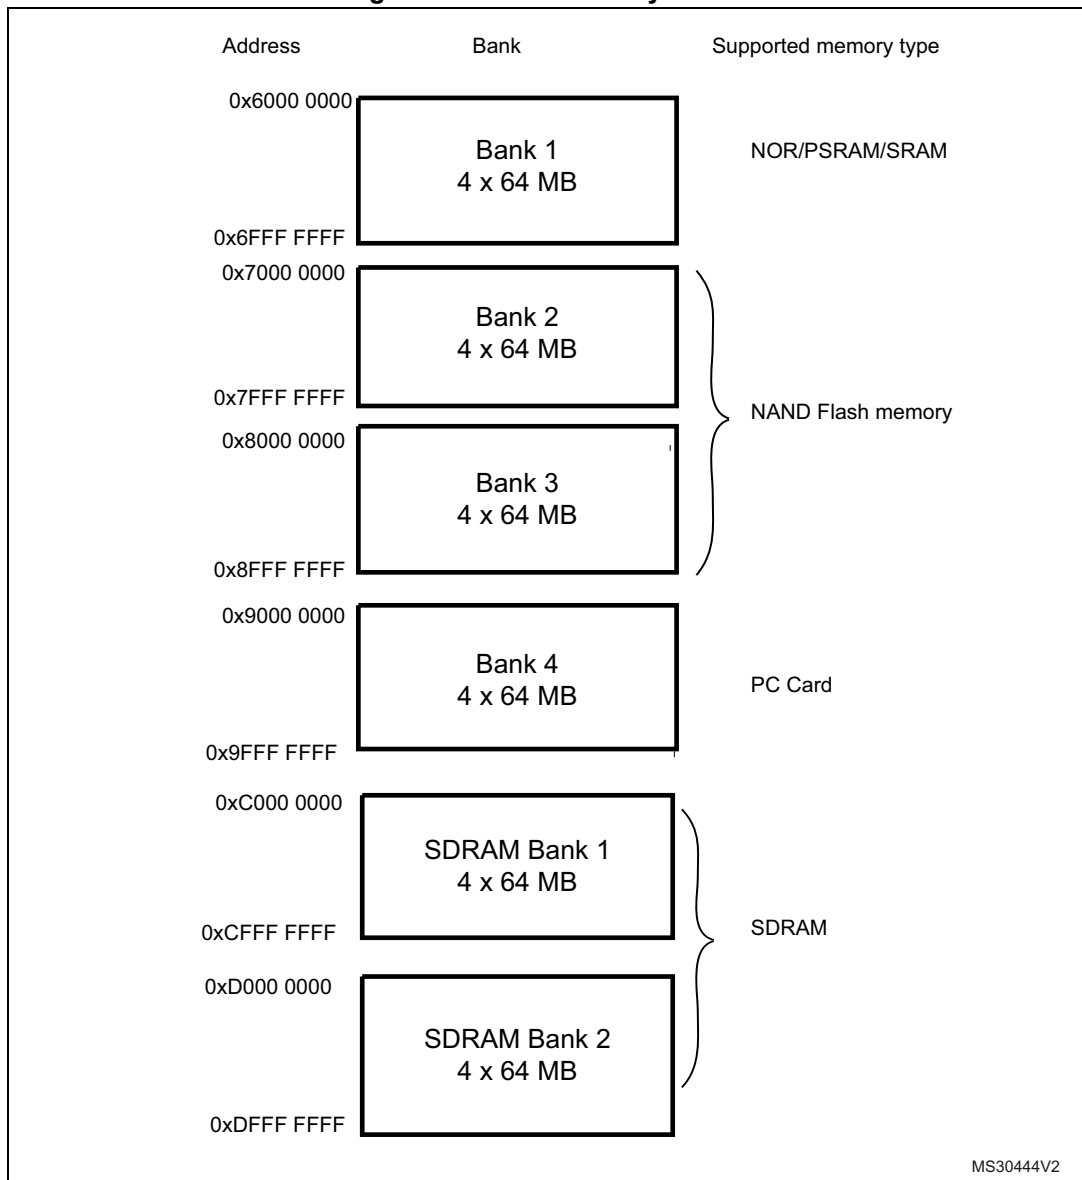 Address Bank Supported memory type
0x6000 0000
Bank 1
4 x 64 MB
NOR/PSRAM/SRAM
0x6FFF FFFF
0x7000 0000
Bank 2
4 x 64 MB
0x7FFF FFFF
NAND Flash memory
0x8000 0000
Bank 3
4 x 64 MB
0x8FFF FFFF
0x9000 0000
Bank 4
4 x 64 MB
PC Card
0x9FFF FFFF
0xC000 0000
SDRAM Bank 1
4 x 64 MB
0xCFFF FFFF
SDRAM
0xD000 0000
SDRAM Bank 2
4 x 64 MB
0xDFFF FFFF
MS30444V2